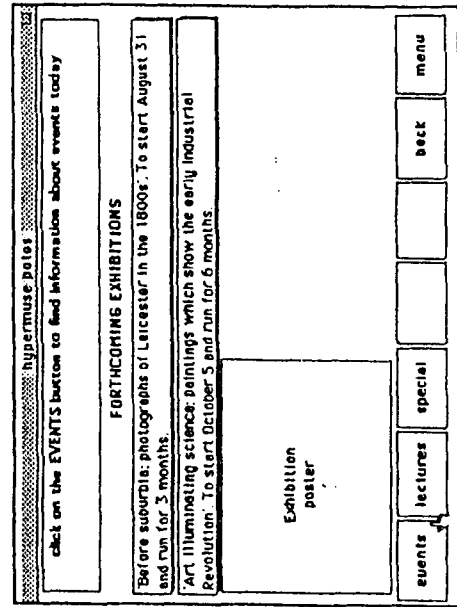 hypermuse potos
click on the EVENTS button to find information about events today
FORTHCOMING EXHIBITIONS
'Before suburbia: photographs of Leicester in the 1800s'. To start August 31
and run for 3 months.
'Art Illuminating science: paintings which show the early Industrial
Revolution' To start October 5 and run for 6 months.
Exhibition
poster
events
lectures
special
back
menu